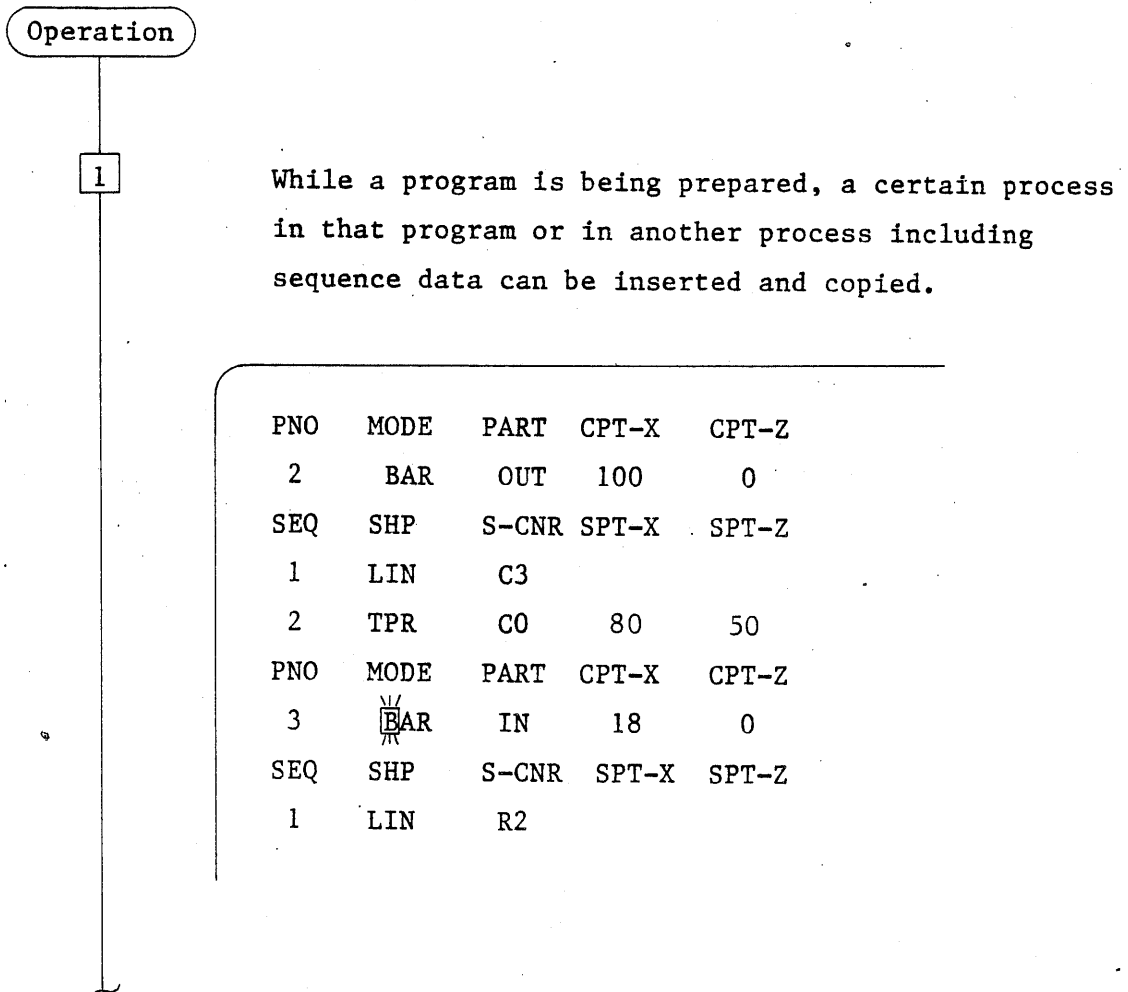 Operation
1
While a program is being prepared, a certain process
in that program or in another process including
sequence data can be inserted and copied.
PNO MODE PART CPT-X CPT-Z
2 BAR OUT 100 0
SEQ SHP S-CNR SPT-X SPT-Z
1 LIN C3
2 TPR C0 80 50
PNO MODE PART CPT-X CPT-Z
3 BAR IN 18 0
SEQ SHP S-CNR SPT-X SPT-Z
1 LIN R2